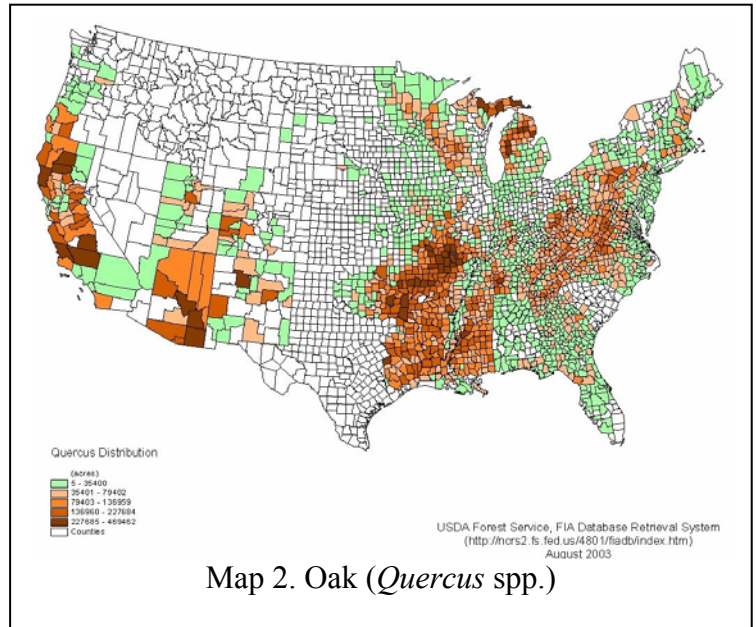 Quercus Distribution
(acres)
5 - 35400
35401 - 79402
79403 - 136959
136960 - 227684
227685 - 469462
Counties
USDA Forest Service, FIA Database Retrieval System
(http://ncrs2.fs.fed.us/4801/fiadb/index.htm)
August 2003
Map 2. Oak (Quercus spp.)